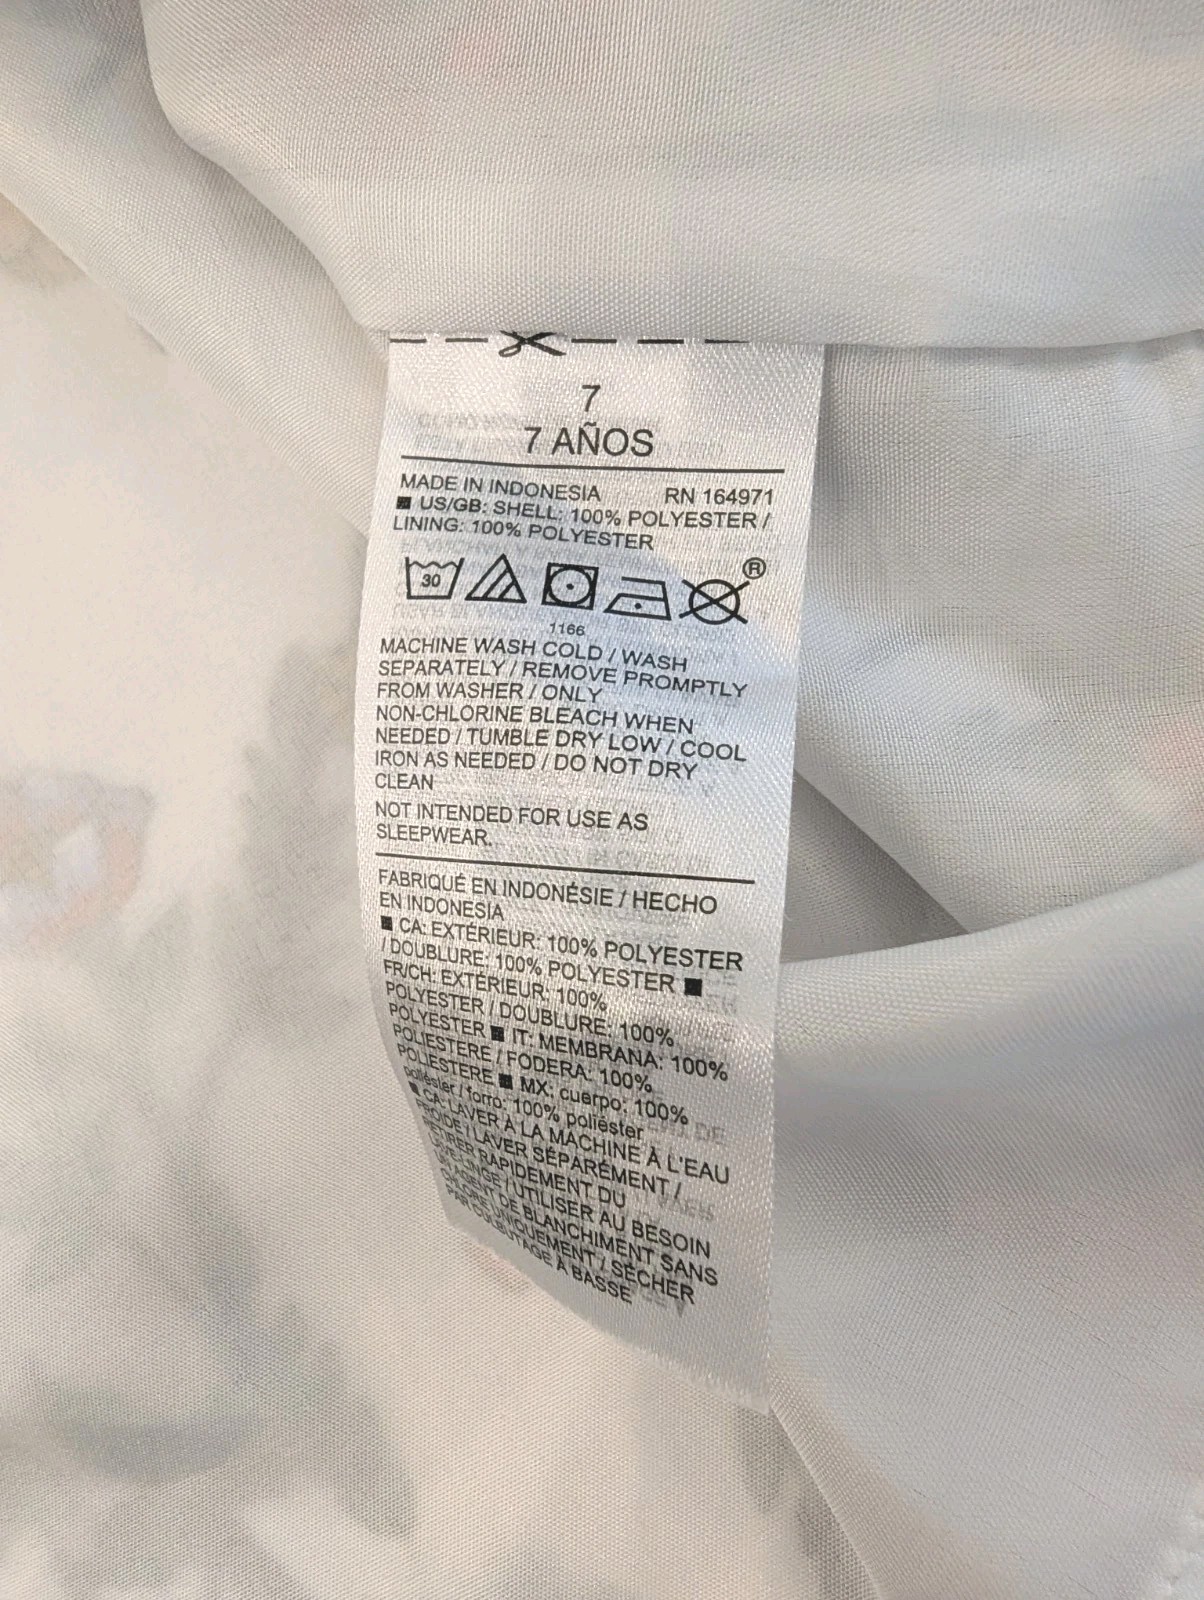 7
7 AÑOS
MADE IN INDONESIA RN 164971
■ US/GB: SHELL: 100% POLYESTER /
LINING: 100% POLYESTER
30
®
1166
MACHINE WASH COLD / WASH
SEPARATELY / REMOVE PROMPTLY
FROM WASHER / ONLY
NON-CHLORINE BLEACH WHEN
NEEDED / TUMBLE DRY LOW / COOL
IRON AS NEEDED / DO NOT DRY
CLEAN
NOT INTENDED FOR USE AS
SLEEPWEAR.
FABRIQUÉ EN INDONÉSIE / HECHO
EN INDONESIA
■ CA: EXTÉRIEUR: 100% POLYESTER
/ DOUBLURE: 100% POLYESTER ■
FR/CH: EXTÉRIEUR: 100%
POLYESTER / DOUBLURE: 100%
POLYESTER ■ IT: MEMBRANA: 100%
POLIESTERE / FODERA: 100%
POLIESTERE ■ MX: cuerpo: 100%
poliéster / forro: 100% poliéster
■ CA: LAVER À LA MACHINE À L'EAU
FROIDE / LAVER SÉPARÉMENT /
RETIRER RAPIDEMENT DU
LAVE-LINGE / UTILISER AU BESOIN
UN AGENT DE BLANCHIMENT SANS
CHLORE UNIQUEMENT / SÉCHER
PAR CULBUTAGE À BASSE